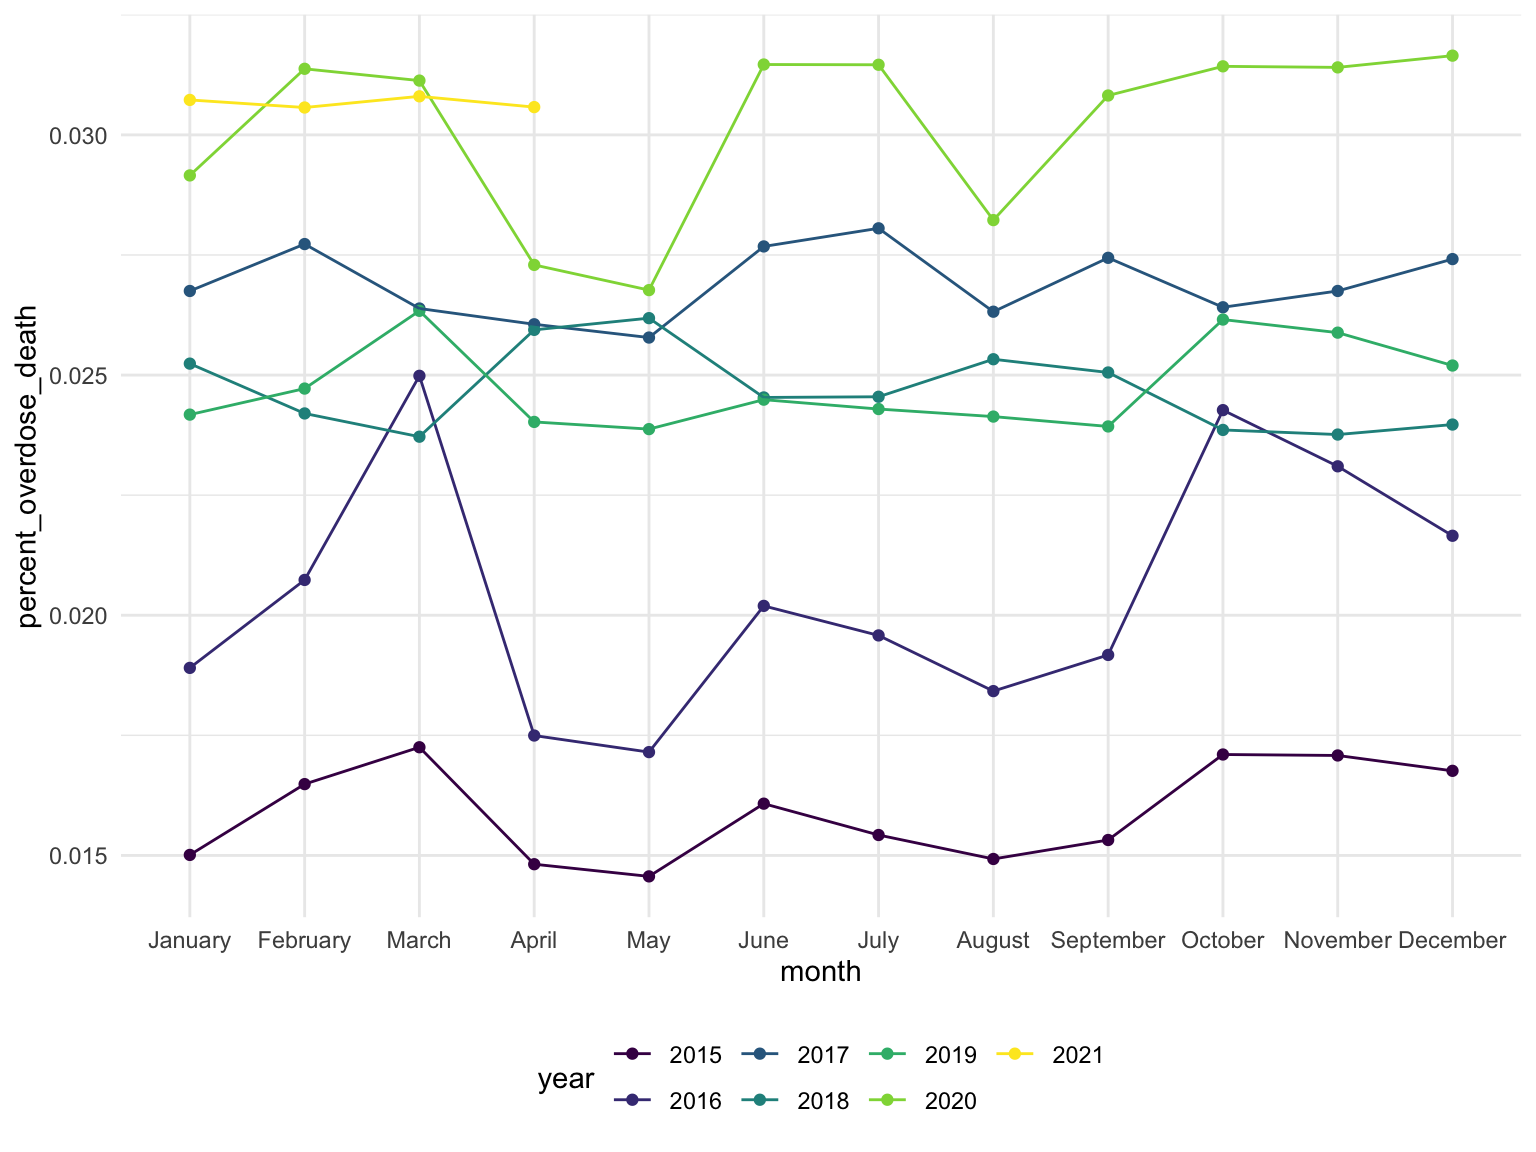 0.030
0.025
0.020
0.015
percent_overdose_death
January February March April May June July August September October November December
month
year
2015 2017 2019 2021
2016 2018 2020